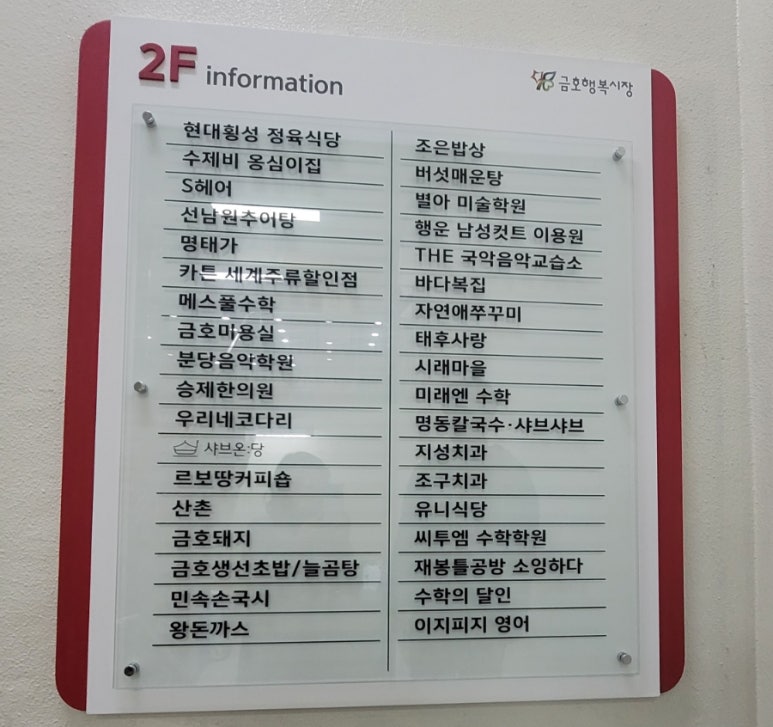 2F information
금호행복시장
현대횡성 정육식당
수제비 옹심이집
S헤어
선남원추어탕
명태가
카튼 세계주류할인점
메스풀수학
금호미용실
분당음악학원
승제한의원
우리네코다리
샤브온:당
르보땅커피숍
산촌
금호돼지
금호생선초밥/늘곰탕
민속손국시
왕돈까스
조은밥상
버섯매운탕
별아 미술학원
행운 남성컷트 이용원
THE 국악음악교습소
바다복집
자연애쭈꾸미
태후사랑
시래마을
미래엔 수학
명동칼국수·샤브샤브
지성치과
조구치과
유니식당
씨투엠 수학학원
재봉틀공방 소잉하다
수학의 달인
이지피지 영어